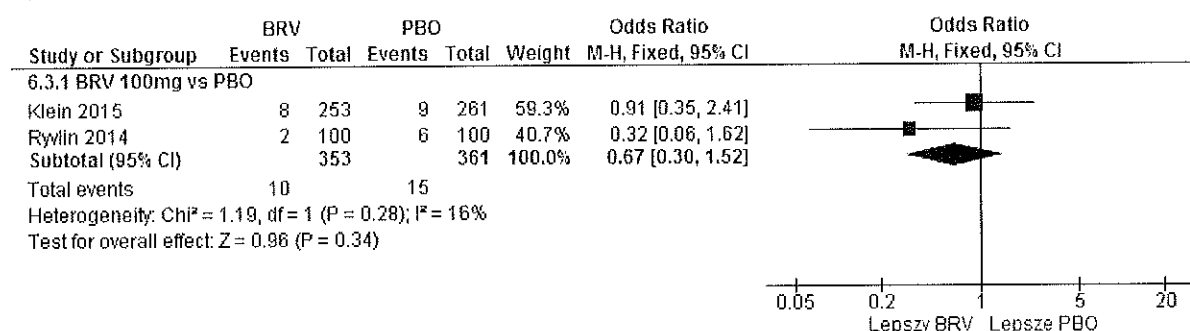 BRV PBO Odds Ratio Odds Ratio
Study or Subgroup Events Total Events Total Weight M-H, Fixed, 95% CI M-H, Fixed, 95% CI
6.3.1 BRV 100mg vs PBO
Klein 2015 8 253 9 261 59.3% 0.91 [0.35, 2.41]
Ryvlin 2014 2 100 6 100 40.7% 0.32 [0.06, 1.62]
Subtotal (95% CI) 353 361 100.0% 0.67 [0.30, 1.52]
Total events 10 15
Heterogeneity: Chi² = 1.19, df = 1 (P = 0.28); I² = 16%
Test for overall effect: Z = 0.96 (P = 0.34)
0.05 0.2 1 5 20
Lepszy BRV Lepsze PBO